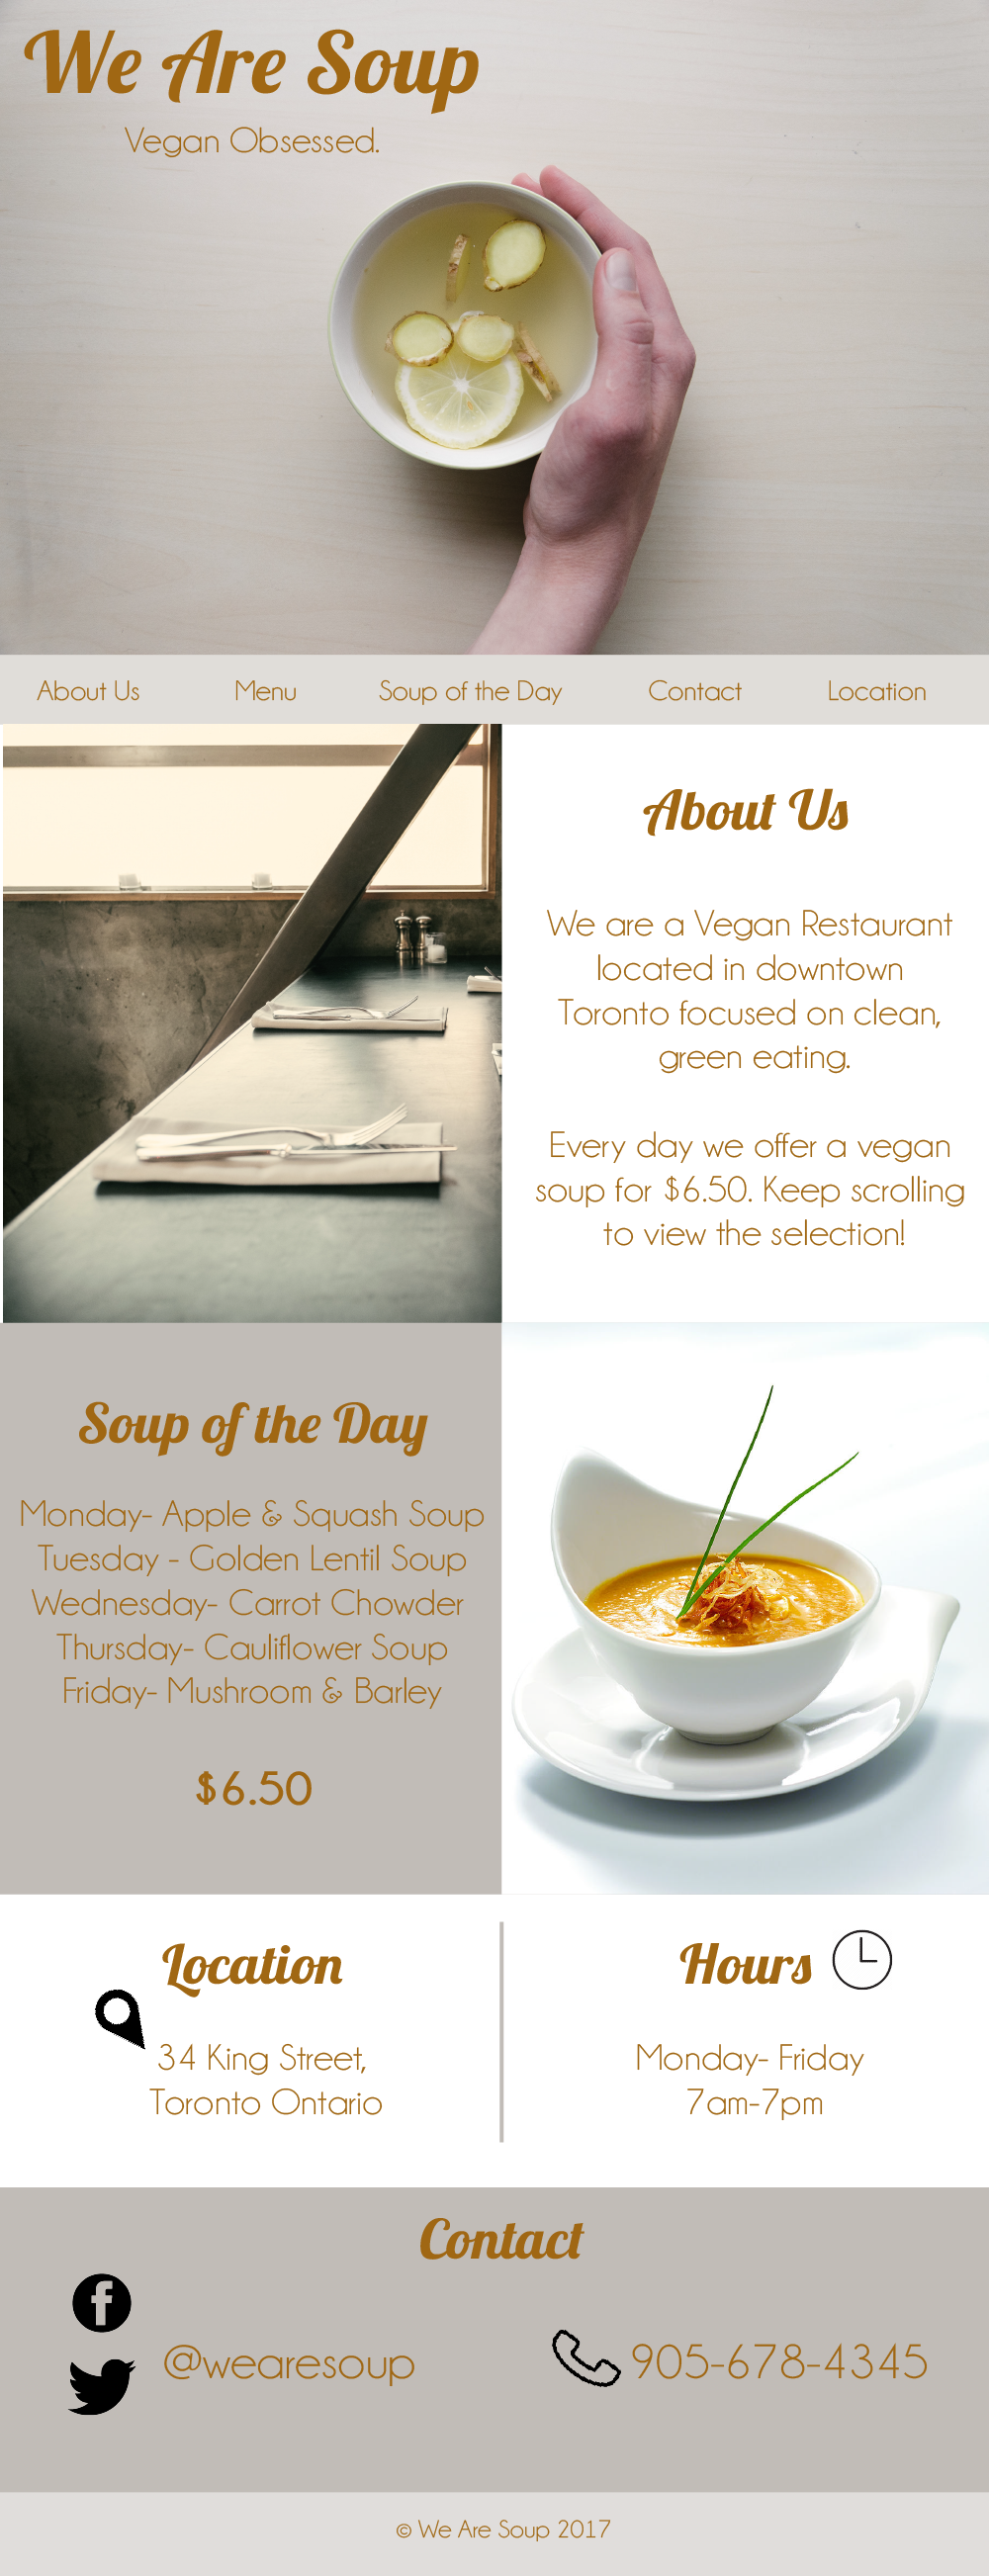 We Are Soup
Vegan Obsessed.
About Us
Menu
Soup of the Day
Contact
Location
About Us
We are a Vegan Restaurant
located in downtown
Toronto focused on clean,
green eating.
Every day we offer a vegan
soup for $6.50. Keep scrolling
to view the selection!
Soup of the Day
Monday- Apple & Squash Soup
Tuesday - Golden Lentil Soup
Wednesday- Carrot Chowder
Thursday- Cauliflower Soup
Friday- Mushroom & Barley
$6.50
Location
34 King Street,
Toronto Ontario
Hours
Monday- Friday
7am-7pm
Contact
@wearesoup
905-678-4345
© We Are Soup 2017